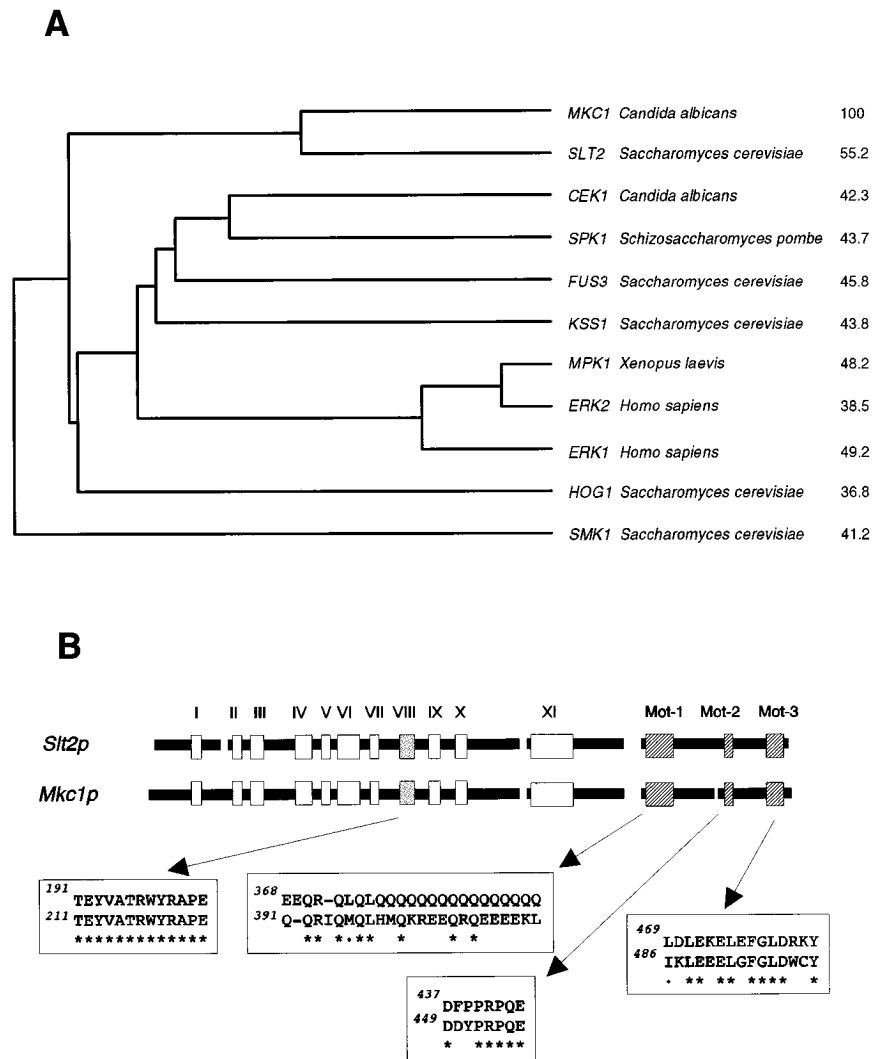 A
MKC1 Candida albicans 100
SLT2 Saccharomyces cerevisiae 55.2
CEK1 Candida albicans 42.3
SPK1 Schizosaccharomyces pombe 43.7
FUS3 Saccharomyces cerevisiae 45.8
KSS1 Saccharomyces cerevisiae 43.8
MPK1 Xenopus laevis 48.2
ERK2 Homo sapiens 38.5
ERK1 Homo sapiens 49.2
HOG1 Saccharomyces cerevisiae 36.8
SMK1 Saccharomyces cerevisiae 41.2
B
I II III IV V VI VII VIII IX X XI Mot-1 Mot-2 Mot-3
Slt2p
Mkc1p
191 TEYVATRWYRAPE
211 TEYVATRWYRAPE
*************
368 EEQR-QLQLQQQQQQQQQQQQQQQQ
391 Q-QRIQMQLHMQKREEQRQEEEEKL
** *.** * * *
437 DFPPRPQE
449 DDYPRPQE
* *****
469 LDLEKELEFGLDRKY
486 IKLEEELGFGLDWCY
. ** ** **** *